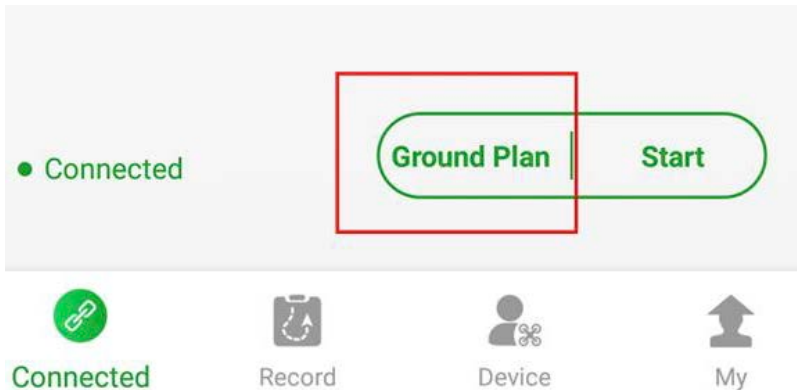 Connected
Ground Plan
Start
Connected
Record
Device
My